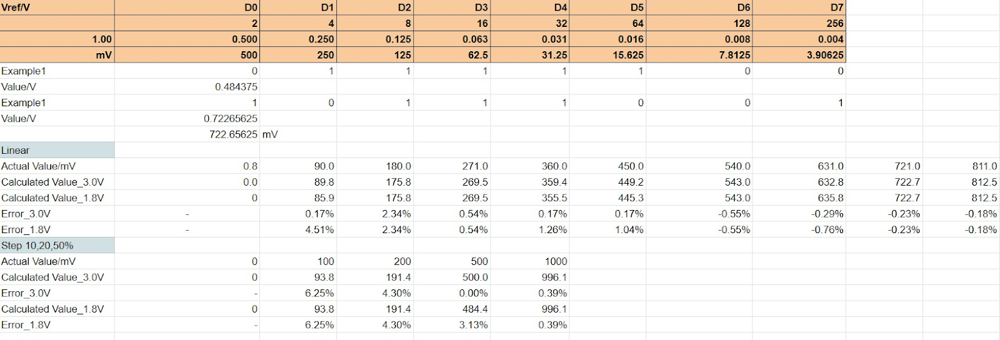 Vref/V D0 D1 D2 D3 D4 D5 D6 D7
2 4 8 16 32 64 128 256
1.00 0.500 0.250 0.125 0.063 0.031 0.016 0.008 0.004
mV 500 250 125 62.5 31.25 15.625 7.8125 3.90625
Example1 0 1 1 1 1 1 0 0
Value/V 0.484375
Example1 1 0 1 1 1 0 0 1
Value/V 0.72265625
722.65625 mV
Linear
Actual Value/mV 0.8 90.0 180.0 271.0 360.0 450.0 540.0 631.0 721.0 811.0
Calculated Value_3.0V 0.0 89.8 175.8 269.5 359.4 449.2 543.0 632.8 722.7 812.5
Calculated Value_1.8V 0 85.9 175.8 269.5 355.5 445.3 543.0 635.8 722.7 812.5
Error_3.0V - 0.17% 2.34% 0.54% 0.17% 0.17% -0.55% -0.29% -0.23% -0.18%
Error_1.8V - 4.51% 2.34% 0.54% 1.26% 1.04% -0.55% -0.76% -0.23% -0.18%
Step 10,20,50%
Actual Value/mV 0 100 200 500 1000
Calculated Value_3.0V 0 93.8 191.4 500.0 996.1
Error_3.0V - 6.25% 4.30% 0.00% 0.39%
Calculated Value_1.8V 0 93.8 191.4 484.4 996.1
Error_1.8V - 6.25% 4.30% 3.13% 0.39%